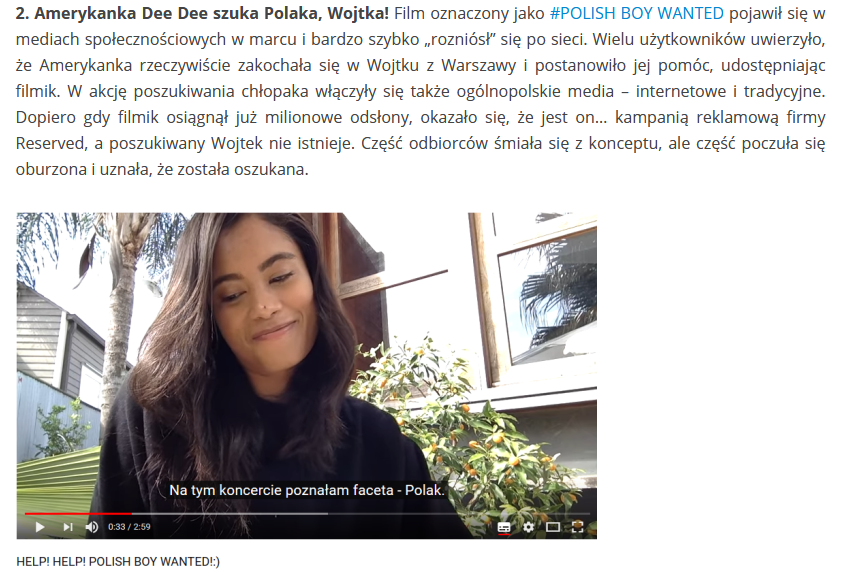 2. Amerykanka Dee Dee szuka Polaka, Wojtka! Film oznaczony jako #POLISH BOY WANTED pojawił się w
mediach społecznościowych w marcu i bardzo szybko „rozniósł” się po sieci. Wielu użytkowników uwierzyło,
że Amerykanka rzeczywiście zakochała się w Wojtku z Warszawy i postanowiło jej pomóc, udostępniając
filmik. W akcję poszukiwania chłopaka włączyły się także ogólnopolskie media – internetowe i tradycyjne.
Dopiero gdy filmik osiągnął już milionowe odsłony, okazało się, że jest on... kampanią reklamową firmy
Reserved, a poszukiwany Wojtek nie istnieje. Część odbiorców śmiała się z konceptu, ale część poczuła się
oburzona i uznała, że została oszukana.
Na tym koncercie poznałam faceta - Polak.
0:33 / 2:59
HELP! HELP! POLISH BOY WANTED!:)